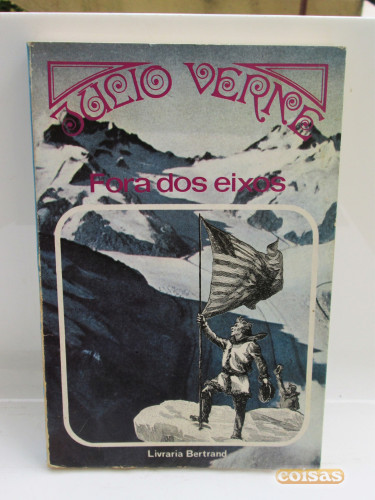 JULIO VERNE
Fora dos eixos
Livraria Bertrand
coisas